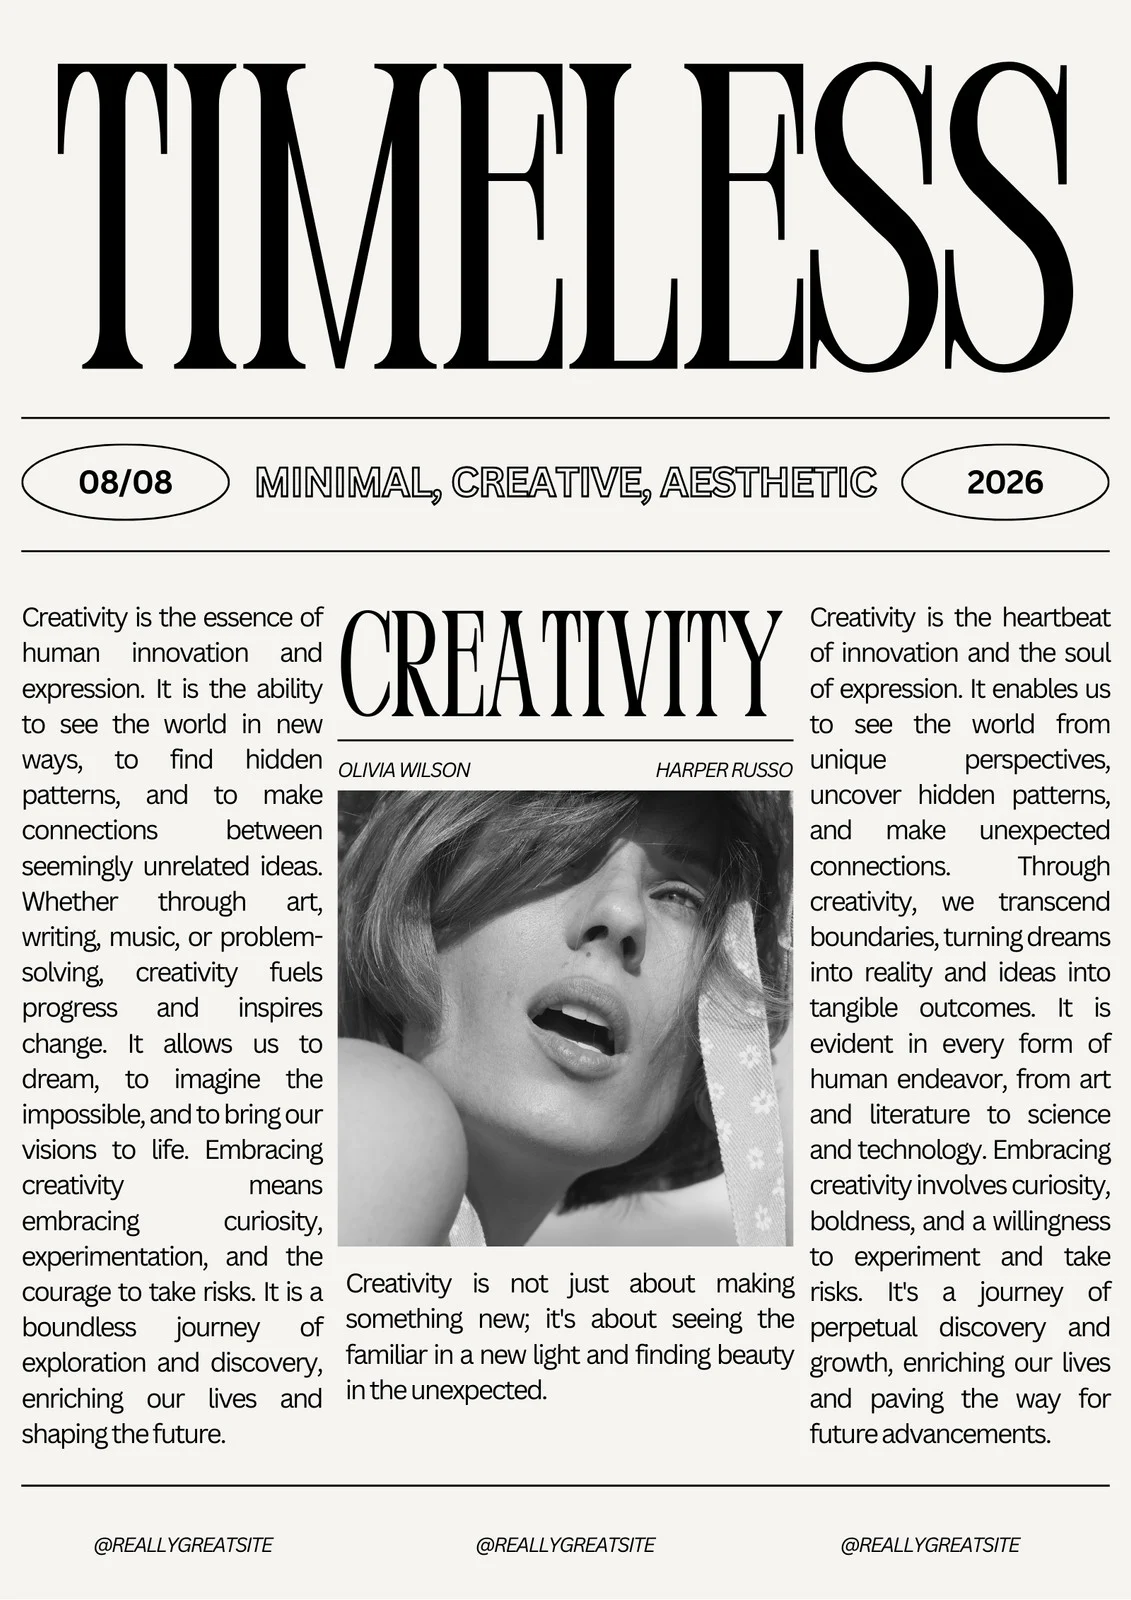 TIMELESS
08/08
MINIMAL, CREATIVE, AESTHETIC
2026
Creativity is the essence of
human innovation and
expression. It is the ability
to see the world in new
ways, to find hidden
patterns, and to make
connections between
seemingly unrelated ideas.
Whether through art,
writing, music, or problem-
solving, creativity fuels
progress and inspires
change. It allows us to
dream, to imagine the
impossible, and to bring our
visions to life. Embracing
creativity means
embracing curiosity,
experimentation, and the
courage to take risks. It is a
boundless journey of
exploration and discovery,
enriching our lives and
shaping the future.
CREATIVITY
OLIVIA WILSON
HARPER RUSSO
Creativity is not just about making
something new; it's about seeing the
familiar in a new light and finding beauty
in the unexpected.
Creativity is the heartbeat
of innovation and the soul
of expression. It enables us
to see the world from
unique perspectives,
uncover hidden patterns,
and make unexpected
connections. Through
creativity, we transcend
boundaries, turning dreams
into reality and ideas into
tangible outcomes. It is
evident in every form of
human endeavor, from art
and literature to science
and technology. Embracing
creativity involves curiosity,
boldness, and a willingness
to experiment and take
risks. It's a journey of
perpetual discovery and
growth, enriching our lives
and paving the way for
future advancements.
@REALLYGREATSITE
@REALLYGREATSITE
@REALLYGREATSITE